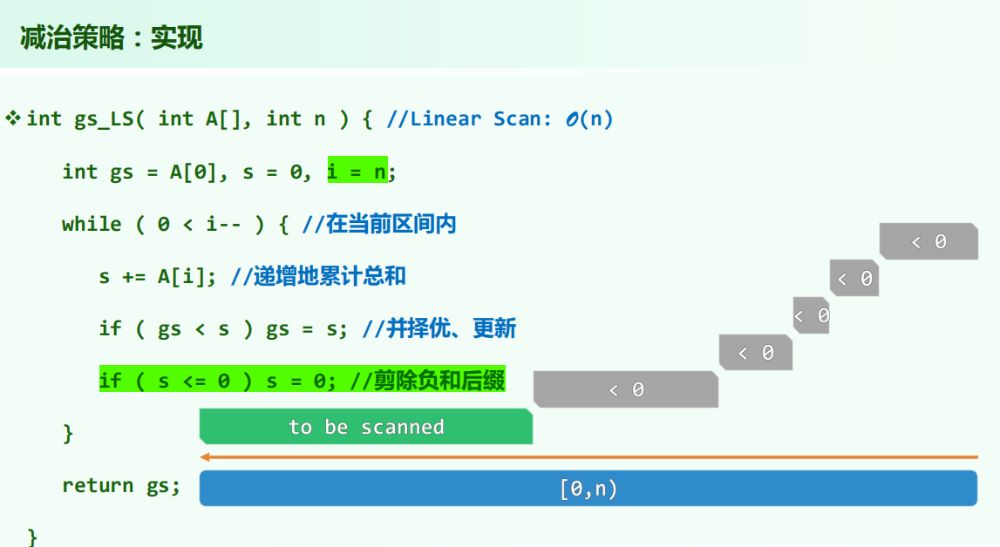 减治策略：实现
❖int gs_LS( int A[], int n ) { //Linear Scan: 𝒪(n)
int gs = A[0], s = 0, i = n;
while ( 0 < i-- ) { //在当前区间内
< 0
s += A[i]; //递增地累计总和
< 0
< 0
if ( gs < s ) gs = s; //并择优、更新
< 0
if ( s <= 0 ) s = 0; //剪除负和后缀
< 0
} to be scanned
return gs; [0,n)
}